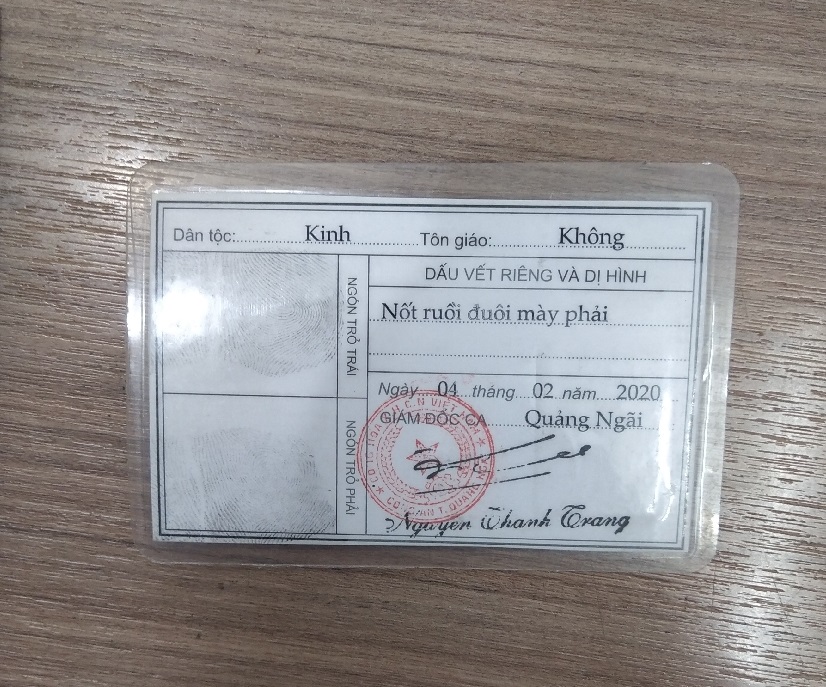 Dân tộc: Kinh Tôn giáo: Không
NGÓN TRỎ TRÁI
DẤU VẾT RIÊNG VÀ DỊ HÌNH
Nốt ruồi đuôi mày phải
Ngày 04 tháng 02 năm 2020
GIÁM ĐỐC CA Quảng Ngãi
NGÓN TRỎ PHẢI
Nguyen Thanh Trang